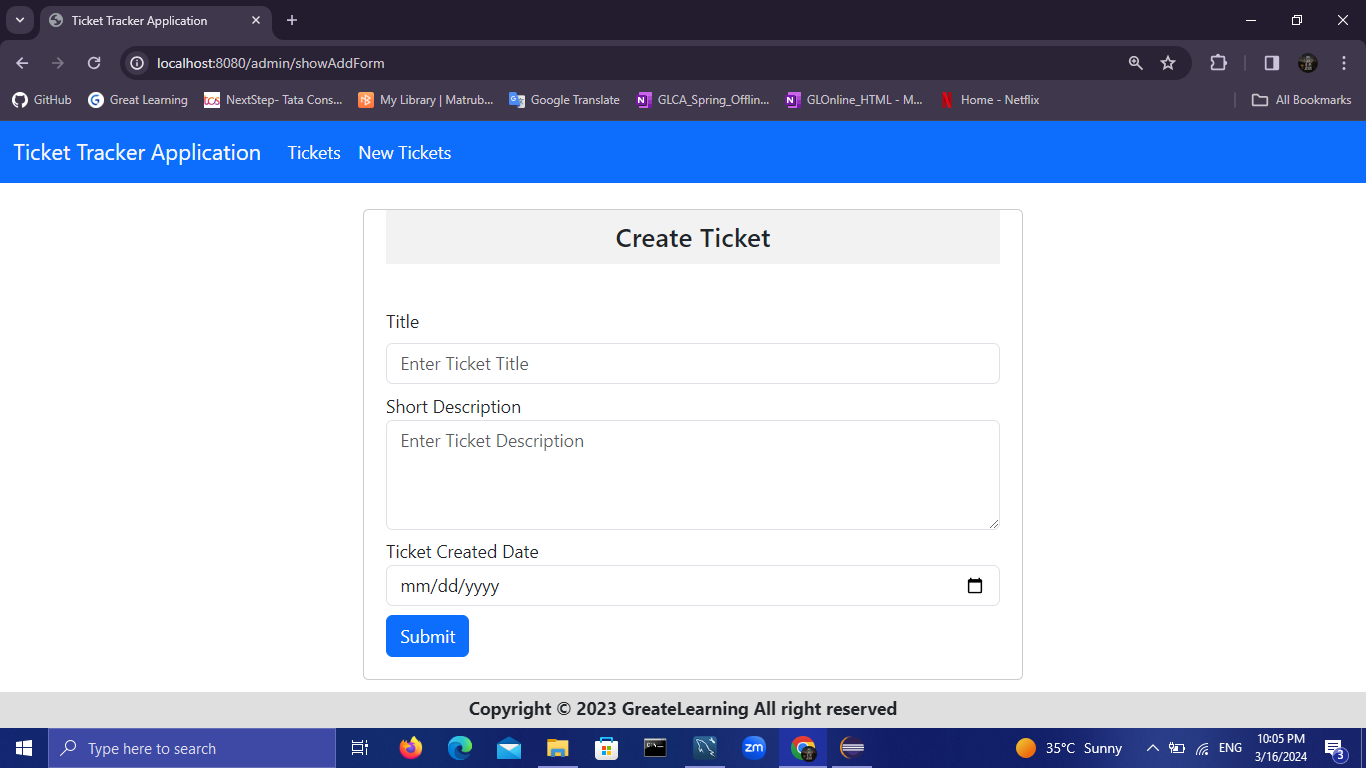 Ticket Tracker Application
localhost:8080/admin/showAddForm
GitHub
Great Learning
tcs NextStep- Tata Cons...
My Library | Matrub...
Google Translate
N GLCA_Spring_Offlin...
N GLOnline_HTML - M...
Home - Netflix
All Bookmarks
Ticket Tracker Application Tickets New Tickets
Create Ticket
Title
Enter Ticket Title
Short Description
Enter Ticket Description
Ticket Created Date
mm/dd/yyyy
Submit
Copyright © 2023 GreateLearning All right reserved
Type here to search
zm
35°C Sunny
ENG
10:05 PM
3/16/2024
3